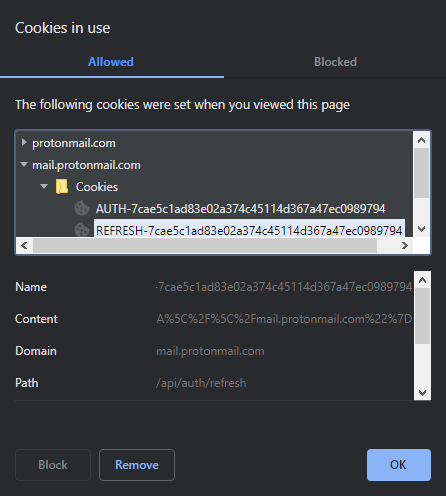 Cookies in use
Allowed
Blocked
The following cookies were set when you viewed this page
protonmail.com
mail.protonmail.com
Cookies
AUTH-7cae5c1ad83e02a374c45114d367a47ec0989794
REFRESH-7cae5c1ad83e02a374c45114d367a47ec0989794
Name -7cae5c1ad83e02a374c45114d367a47ec0989794
Content A%5C%2F%5C%2Fmail.protonmail.com%22%7D
Domain mail.protonmail.com
Path /api/auth/refresh
Block Remove OK